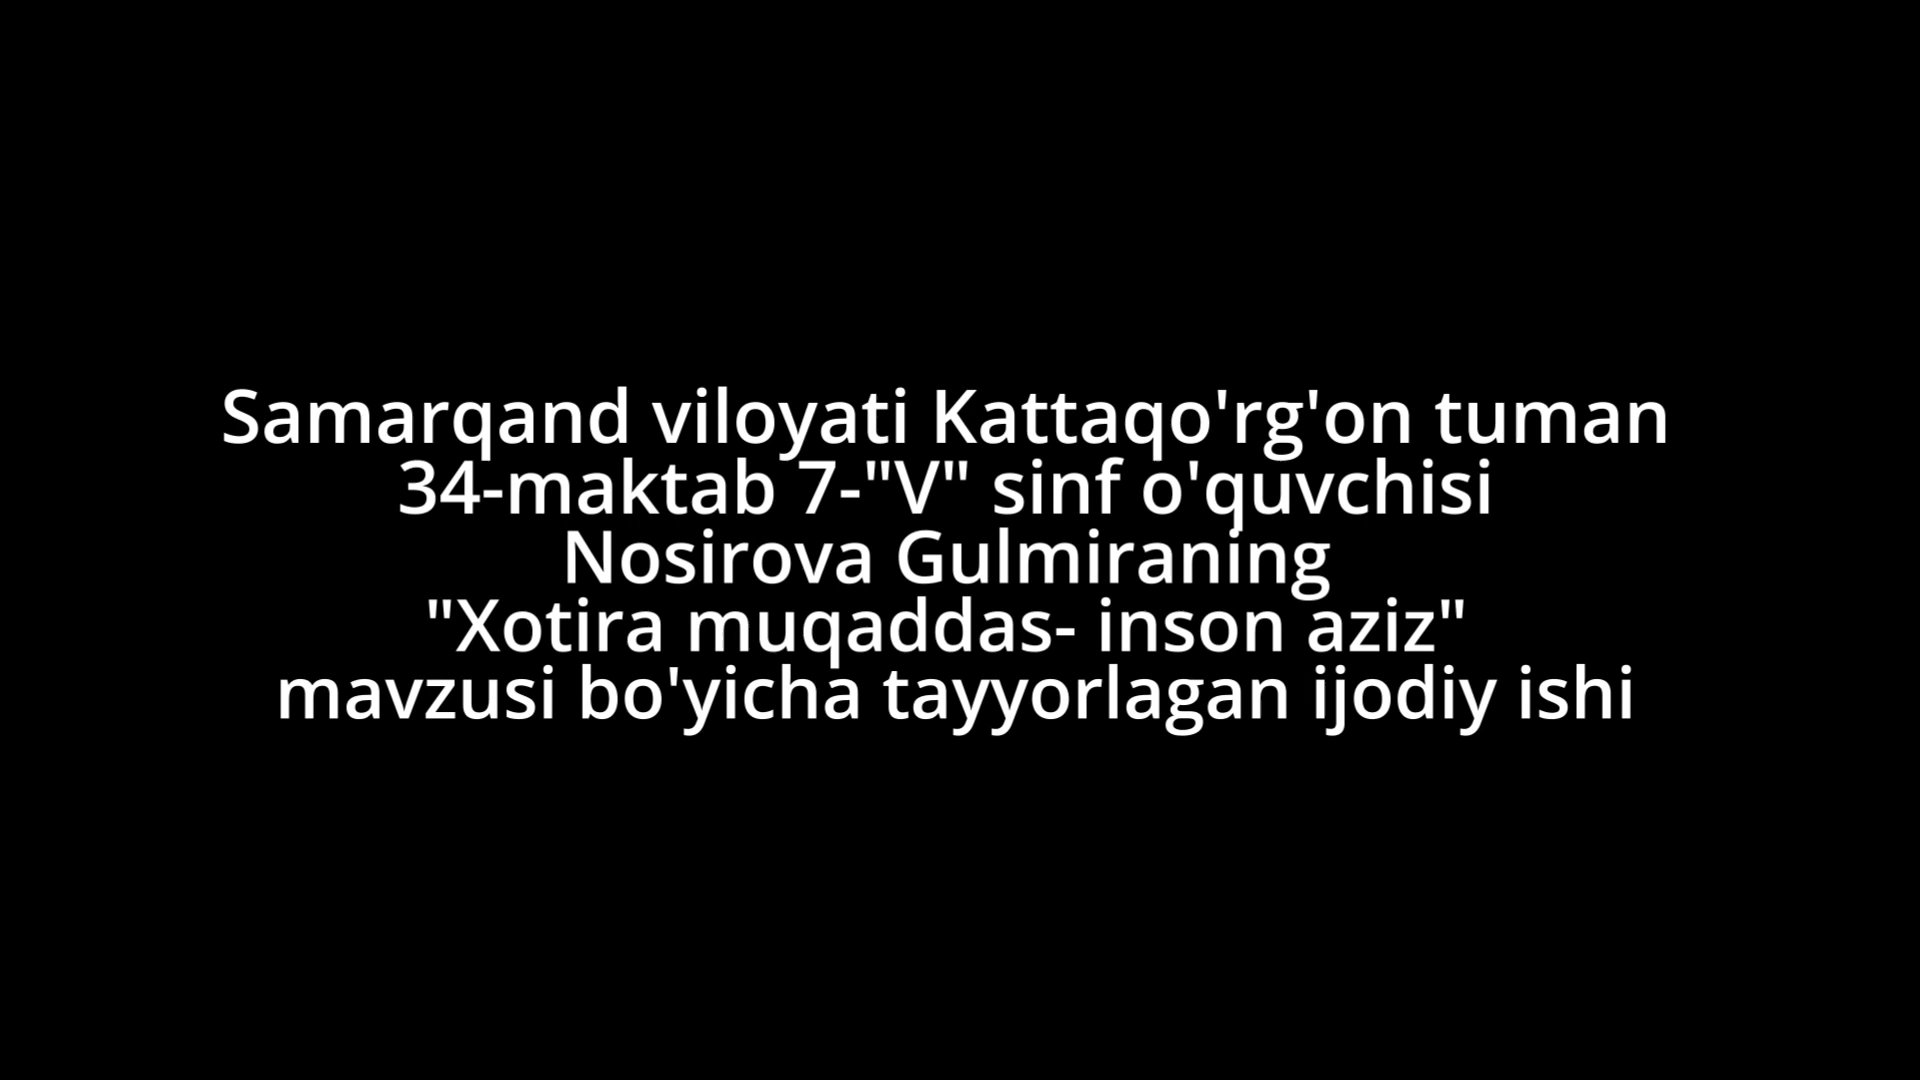 Samarqand viloyati Kattaqo'rg'on tuman
34-maktab 7-"V" sinf o'quvchisi
Nosirova Gulmiraning
"Xotira muqaddas- inson aziz"
mavzusi bo'yicha tayyorlagan ijodiy ishi